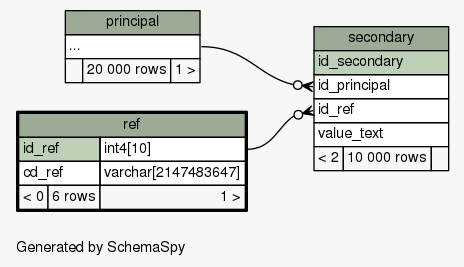 principal
...
20 000 rows 1 >
secondary
id_secondary
id_principal
id_ref
value_text
< 2 10 000 rows
ref
id_ref int4[10]
cd_ref varchar[2147483647]
< 0 6 rows 1 >
Generated by SchemaSpy